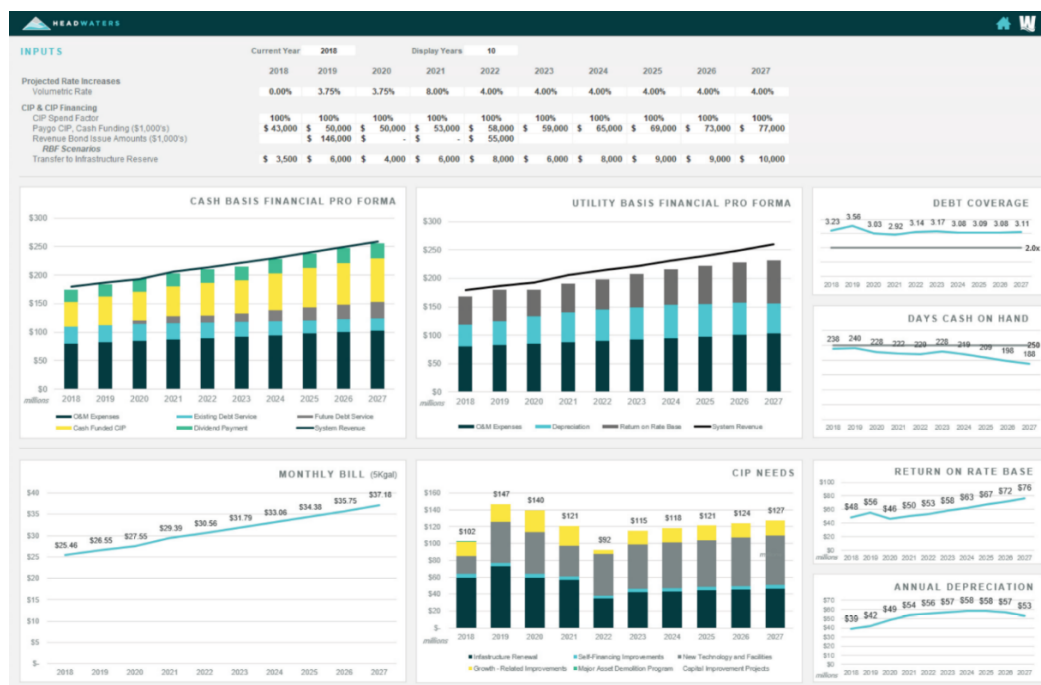 HEADWATERS
W
INPUTS
Current Year 2018 Display Years 10
2018 2019 2020 2021 2022 2023 2024 2025 2026 2027
Projected Rate Increases
Volumetric Rate 0.00% 3.75% 3.75% 8.00% 4.00% 4.00% 4.00% 4.00% 4.00% 4.00%
CIP & CIP Financing
CIP Spend Factor 100% 100% 100% 100% 100% 100% 100% 100% 100% 100%
Paygo CIP, Cash Funding ($1,000's) $ 43,000 $ 50,000 $ 50,000 $ 53,000 $ 58,000 $ 59,000 $ 65,000 $ 69,000 $ 73,000 $ 77,000
Revenue Bond Issue Amounts ($1,000's) $ 146,000 $ - $ - $ 55,000
RBF Scenarios
Transfer to Infrastructure Reserve $ 3,500 $ 6,000 $ 4,000 $ 6,000 $ 8,000 $ 6,000 $ 8,000 $ 9,000 $ 9,000 $ 10,000
CASH BASIS FINANCIAL PRO FORMA
$300
$250
$200
$150
$100
$50
$0
millions 2018 2019 2020 2021 2022 2023 2024 2025 2026 2027
O&M Expenses Existing Debt Service Future Debt Service
Cash Funded CIP Dividend Payment System Revenue
UTILITY BASIS FINANCIAL PRO FORMA
$300
$250
$200
$150
$100
$50
$0
millions 2018 2019 2020 2021 2022 2023 2024 2025 2026 2027
O&M Expenses Depreciation Return on Rate Base System Revenue
DEBT COVERAGE
3.23 3.56 3.03 2.92 3.14 3.17 3.08 3.09 3.08 3.11
2.0x
2018 2019 2020 2021 2022 2023 2024 2025 2026 2027
DAYS CASH ON HAND
238 240 228 220 228 219 209 198 188
250
2018 2019 2020 2021 2022 2023 2024 2025 2026 2027
MONTHLY BILL (5Kgal)
$40
$35
$30
$25
$20
$15
$10
$5
$-
$25.46 $26.55 $27.55 $29.39 $30.56 $31.79 $33.06 $34.38 $35.75 $37.18
2018 2019 2020 2021 2022 2023 2024 2025 2026 2027
CIP NEEDS
$160
$140
$120
$100
$80
$60
$40
$20
$-
$102 $147 $140 $121 $92 $115 $118 $121 $124 $127
millions 2018 2019 2020 2021 2022 2023 2024 2025 2026 2027
Infrastructure Renewal Self-Financing Improvements New Technology and Facilities
Growth - Related Improvements Major Asset Demolition Program Capital Improvement Projects
RETURN ON RATE BASE
$100
$80
$60
$40
$20
$0
$48 $56 $46 $50 $53 $58 $63 $67 $72 $76
millions 2018 2019 2020 2021 2022 2023 2024 2025 2026 2027
ANNUAL DEPRECIATION
$70
$60
$50
$40
$30
$20
$10
$0
$39 $42 $49 $54 $56 $57 $58 $58 $57 $53
millions 2018 2019 2020 2021 2022 2023 2024 2025 2026 2027